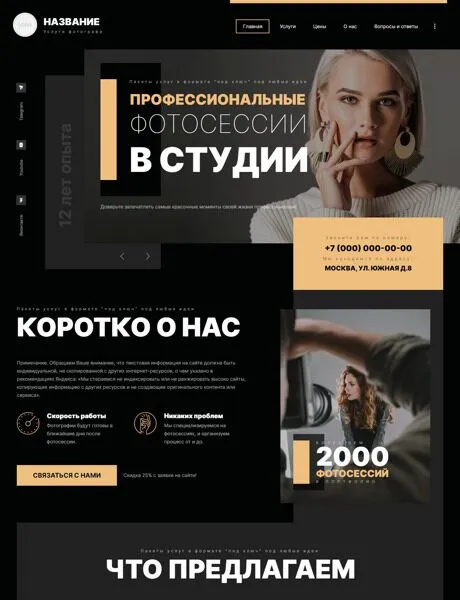 НАЗВАНИЕ
Услуги фотографа
Главная
Услуги
Цены
О нас
Вопросы и ответы
Telegram
Youtube
Вконтакте
12 лет опыта
Пакеты услуг в формате "под ключ" под любые идеи
ПРОФЕССИОНАЛЬНЫЕ
ФОТОСЕССИИ
В СТУДИИ
Доверьте запечатлеть самые красочные моменты своей жизни профессионалам
Звоните нам по номеру:
+7 (000) 000-00-00
Мы находимся по адресу:
МОСКВА, УЛ. ЮЖНАЯ Д.8
Пакеты услуг в формате "под ключ" под любые идеи
КОРОТКО О НАС
Применение. Обращаем Ваше внимание, что текстовая информация на сайте должна быть
индивидуальной, не скопированной с других интернет-ресурсов, о чем указано в
рекомендациях Яндекса: «Мы стараемся не индексировать или не ранжировать высоко сайты,
копирующие информацию с других ресурсов и не создающие оригинального контента или
сервиса».
Скорость работы
Фотографии будут готовы в
ближайшие дни после
фотосессии
Никаких проблем
Мы специализируемся на
фотосессиях, и организуем
процесс от и до.
СВЯЗАТЬСЯ С НАМИ
Скидка 25% с заявки на сайте!
2000
ФОТОСЕССИЙ
В ПОРТФОЛИО
Пакеты услуг в формате "под ключ" под любые идеи
ЧТО ПРЕДЛАГАЕМ